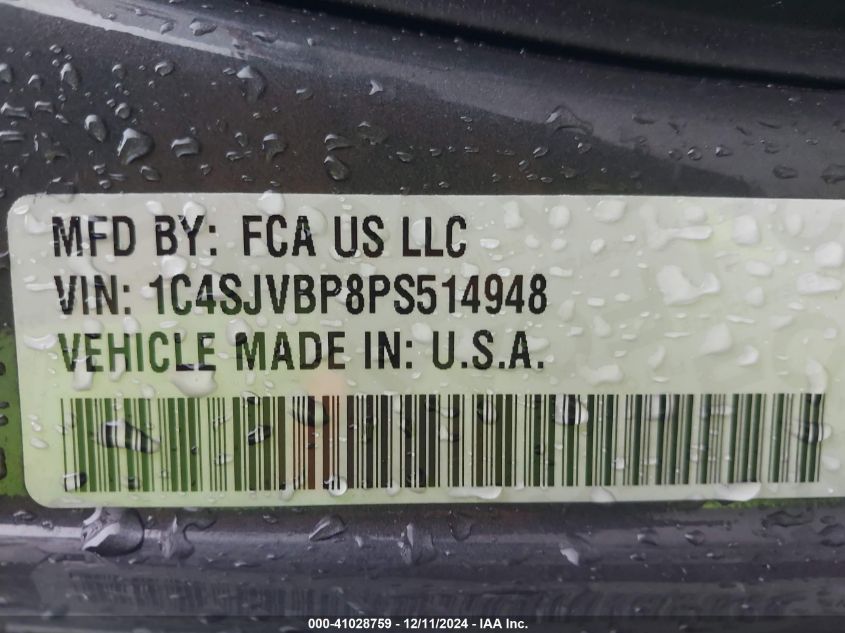 MFD BY: FCA US LLC
VIN: 1C4SJVBP8PS514948
VEHICLE MADE IN: U.S.A.
000-41028759 - 12/11/2024 - IAA Inc.